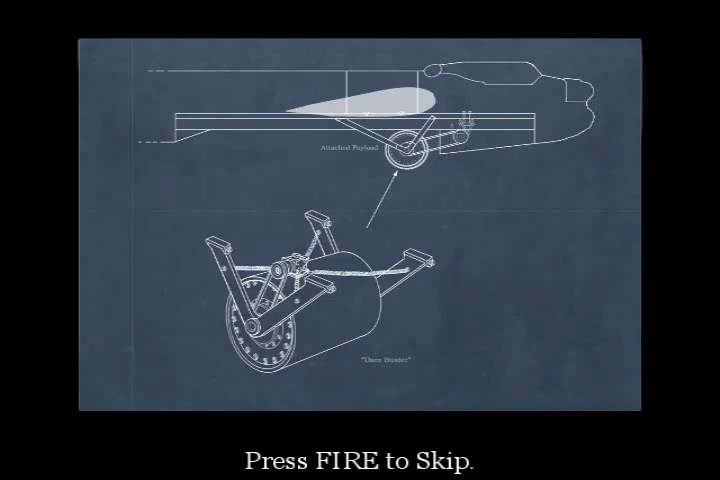 Attached Payload
"Dam Buster"
Press FIRE to Skip.